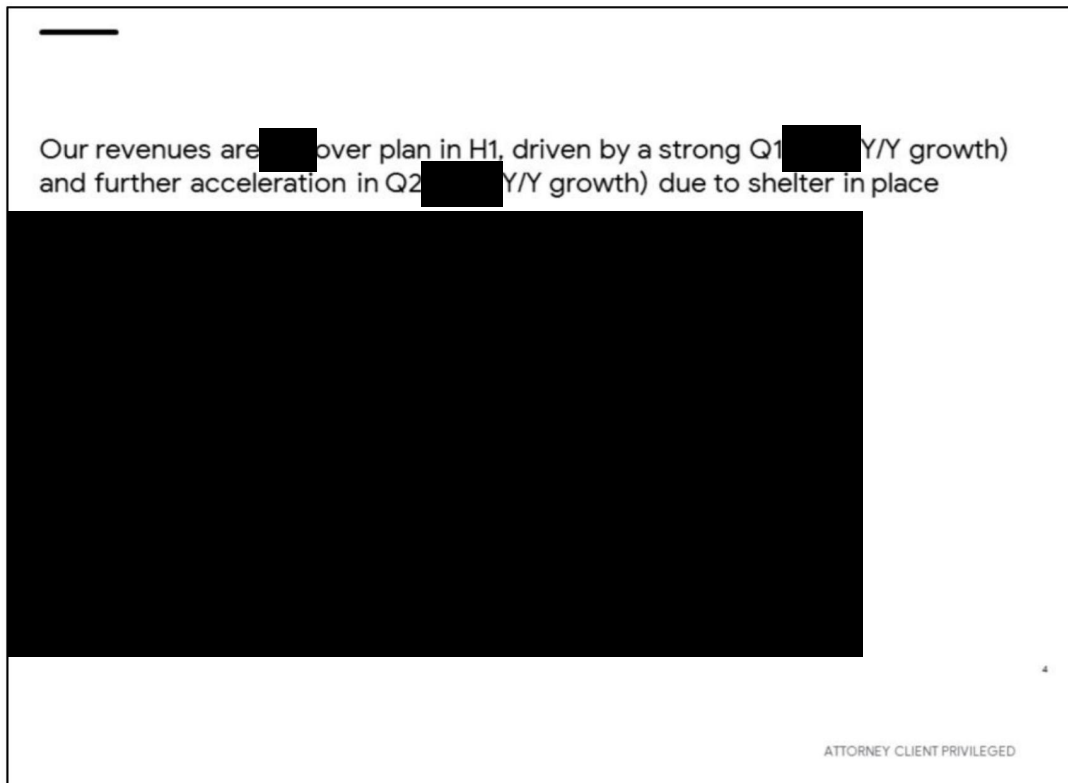 Our revenues are over plan in H1, driven by a strong Q1 Y/Y growth)
and further acceleration in Q2 Y/Y growth) due to shelter in place
4
ATTORNEY CLIENT PRIVILEGED